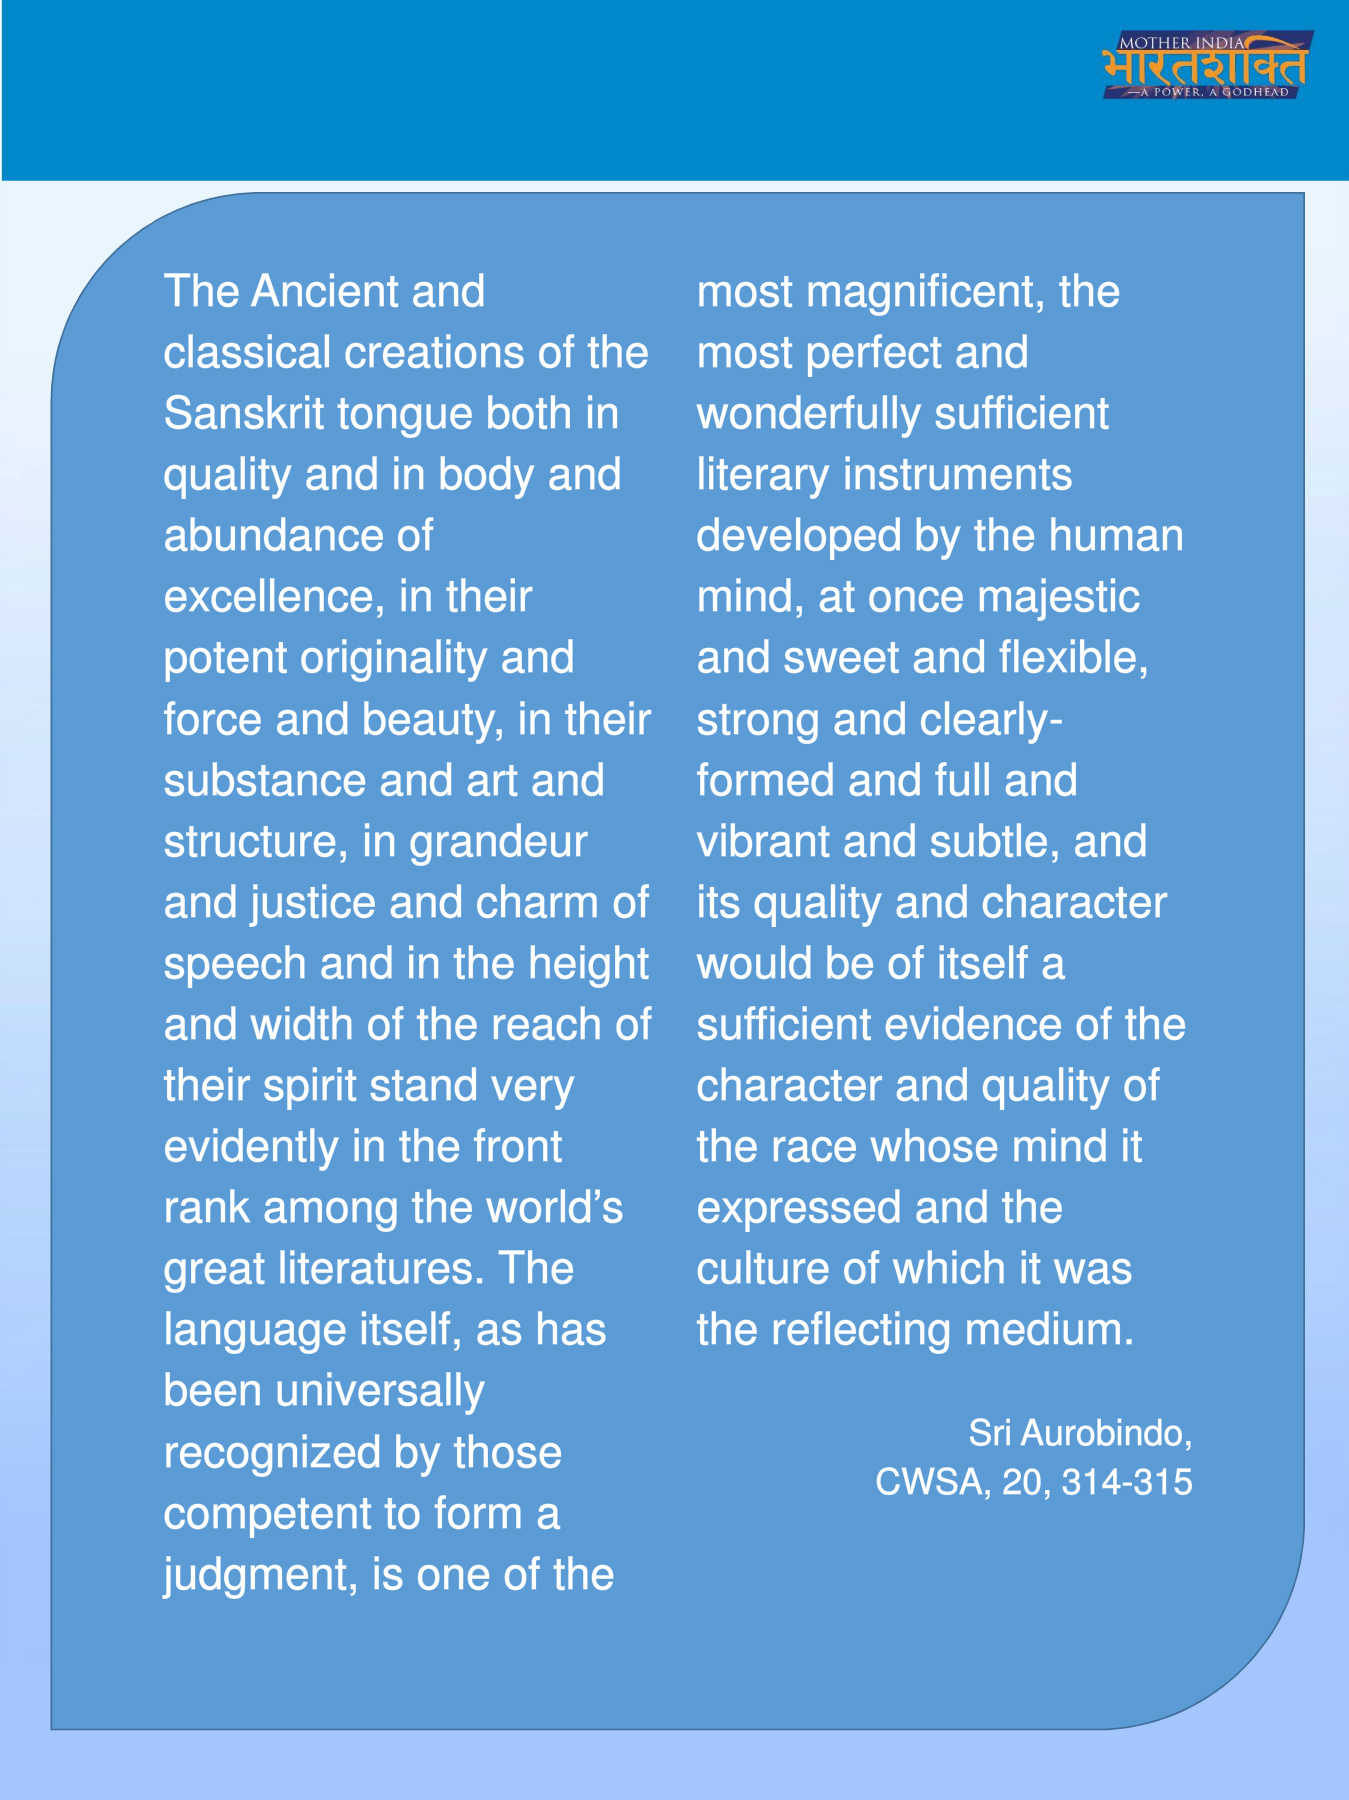 MOTHER INDIA
भारतशक्ति
—A POWER, A GODHEAD
The Ancient and
classical creations of the
Sanskrit tongue both in
quality and in body and
abundance of
excellence, in their
potent originality and
force and beauty, in their
substance and art and
structure, in grandeur
and justice and charm of
speech and in the height
and width of the reach of
their spirit stand very
evidently in the front
rank among the world’s
great literatures. The
language itself, as has
been universally
recognized by those
competent to form a
judgment, is one of the
most magnificent, the
most perfect and
wonderfully sufficient
literary instruments
developed by the human
mind, at once majestic
and sweet and flexible,
strong and clearly-
formed and full and
vibrant and subtle, and
its quality and character
would be of itself a
sufficient evidence of the
character and quality of
the race whose mind it
expressed and the
culture of which it was
the reflecting medium.
Sri Aurobindo,
CWSA, 20, 314-315